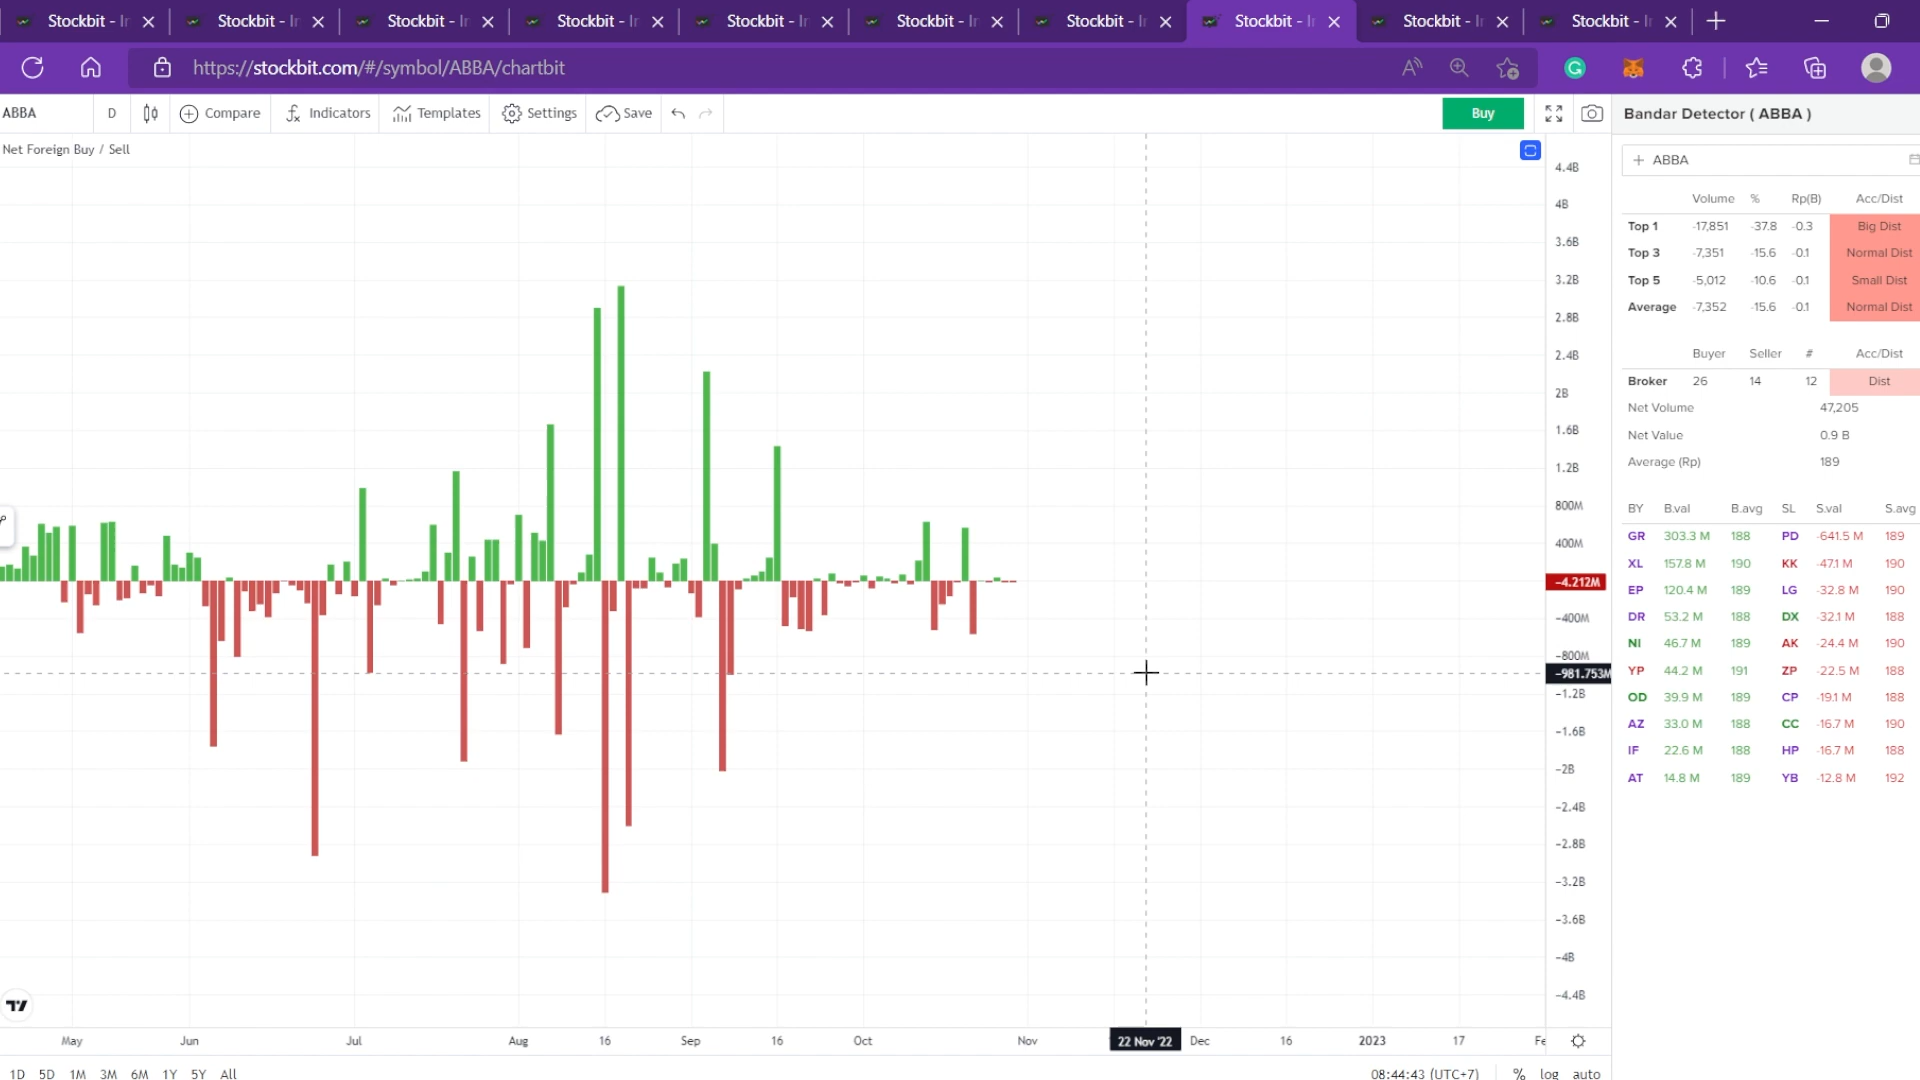 Stockbit - In Stockbit - In Stockbit - In Stockbit - In Stockbit - In Stockbit - In Stockbit - In Stockbit - In Stockbit - In Stockbit - In
https://stockbit.com/#/symbol/ABBA/chartbit
ABBA D Compare Indicators Templates Settings Save Buy
Bandar Detector ( ABBA )
Net Foreign Buy / Sell
ABBA
Volume % Rp(B) Acc/Dist
Top 1 -17,851 -37.8 -0.3 Big Dist
Top 3 -7,351 -15.6 -0.1 Normal Dist
Top 5 -5,012 -10.6 -0.1 Small Dist
Average -7,352 -15.6 -0.1 Normal Dist
Buyer Seller # Acc/Dist
Broker 26 14 12 Dist
Net Volume 47,205
Net Value 0.9 B
Average (Rp) 189
BY B.val B.avg SL S.val S.avg
GR 303.3 M 188 PD -641.5 M 189
XL 157.8 M 190 KK -47.1 M 190
EP 120.4 M 189 LG -32.8 M 190
DR 53.2 M 188 DX -32.1 M 188
NI 46.7 M 189 AK -24.4 M 190
YP 44.2 M 191 ZP -22.5 M 188
OD 39.9 M 189 CP -19.1 M 188
AZ 33.0 M 188 CC -16.7 M 190
IF 22.6 M 188 HP -16.7 M 188
AT 14.8 M 189 YB -12.8 M 192
4.4B
4B
3.6B
3.2B
2.8B
2.4B
2B
1.6B
1.2B
800M
400M
-4.212M
-400M
-800M
-981.753M
-1.2B
-1.6B
-2B
-2.4B
-2.8B
-3.2B
-3.6B
-4B
-4.4B
May Jun Jul Aug 16 Sep 16 Oct Nov 22 Nov '22 Dec 16 2023 17 Fe
1D 5D 1M 3M 6M 1Y 5Y All 08:44:43 (UTC+7) % log auto